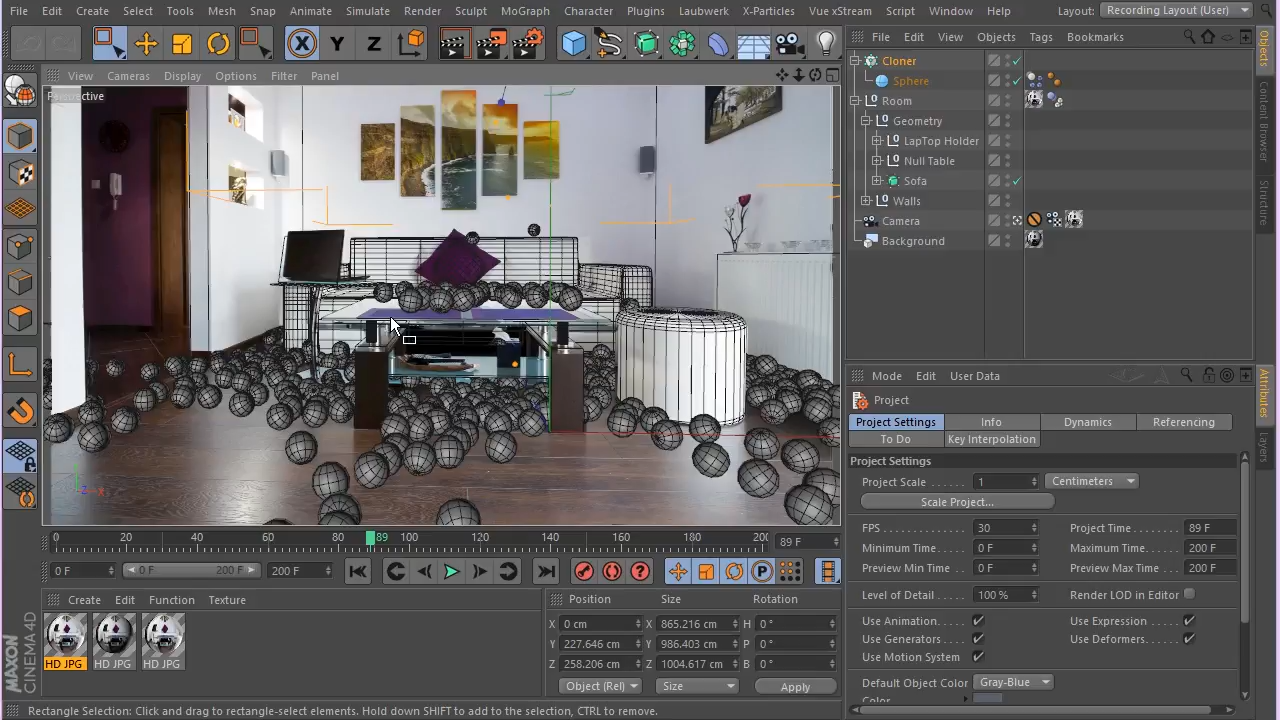 File Edit Create Select Tools Mesh Snap Animate Simulate Render Sculpt MoGraph Character Plugins Laubwerk X-Particles Vue xStream Script Window Help Layout: Recording Layout (User)
X Y Z
File Edit View Objects Tags Bookmarks
View Cameras Display Options Filter Panel
Perspective
Cloner
Sphere
Room
Geometry
LapTop Holder
Null Table
Sofa
Walls
Camera
Background
Objects
Content Browser
Structure
Z X
Mode Edit User Data
Project
Project Settings Info Dynamics Referencing
To Do Key Interpolation
Project Settings
Project Scale 1 Centimeters
Scale Project...
FPS 30 Project Time 89 F
Minimum Time 0 F Maximum Time 200 F
Preview Min Time 0 F Preview Max Time 200 F
Level of Detail 100 % Render LOD in Editor
Use Animation Use Expression
Use Generators Use Deformers
Use Motion System
Default Object Color Gray-Blue
Color
Attributes
Layers
0 20 40 60 80 89 100 120 140 160 180 200 89 F
0 F 0 F 200 F 200 F
P
Create Edit Function Texture
HD JPG HD JPG HD JPG
Position Size Rotation
X 0 cm X 865.216 cm H 0 °
Y 227.646 cm Y 986.403 cm P 0 °
Z 258.206 cm Z 1004.617 cm B 0 °
Object (Rel) Size Apply
MAXON
CINEMA 4D
Rectangle Selection: Click and drag to rectangle-select elements. Hold down SHIFT to add to the selection, CTRL to remove.